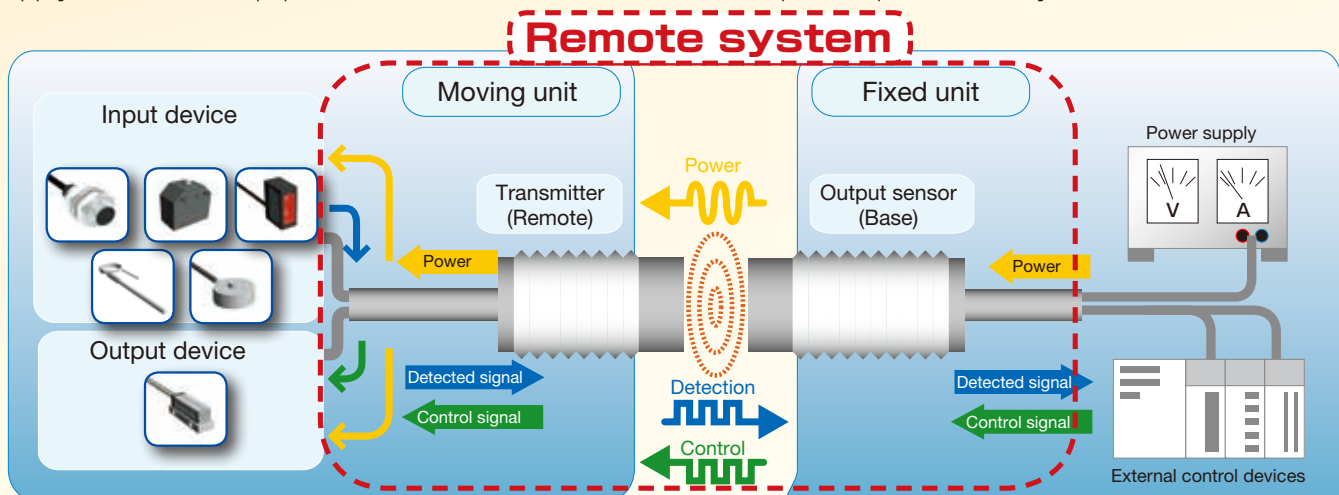 Remote system
Moving unit
Fixed unit
Input device
Power supply
V
A
Power
Transmitter
(Remote)
Output sensor
(Base)
Power
Power
Output device
Detected signal
Control signal
Detection
Control
Detected signal
Control signal
External control devices